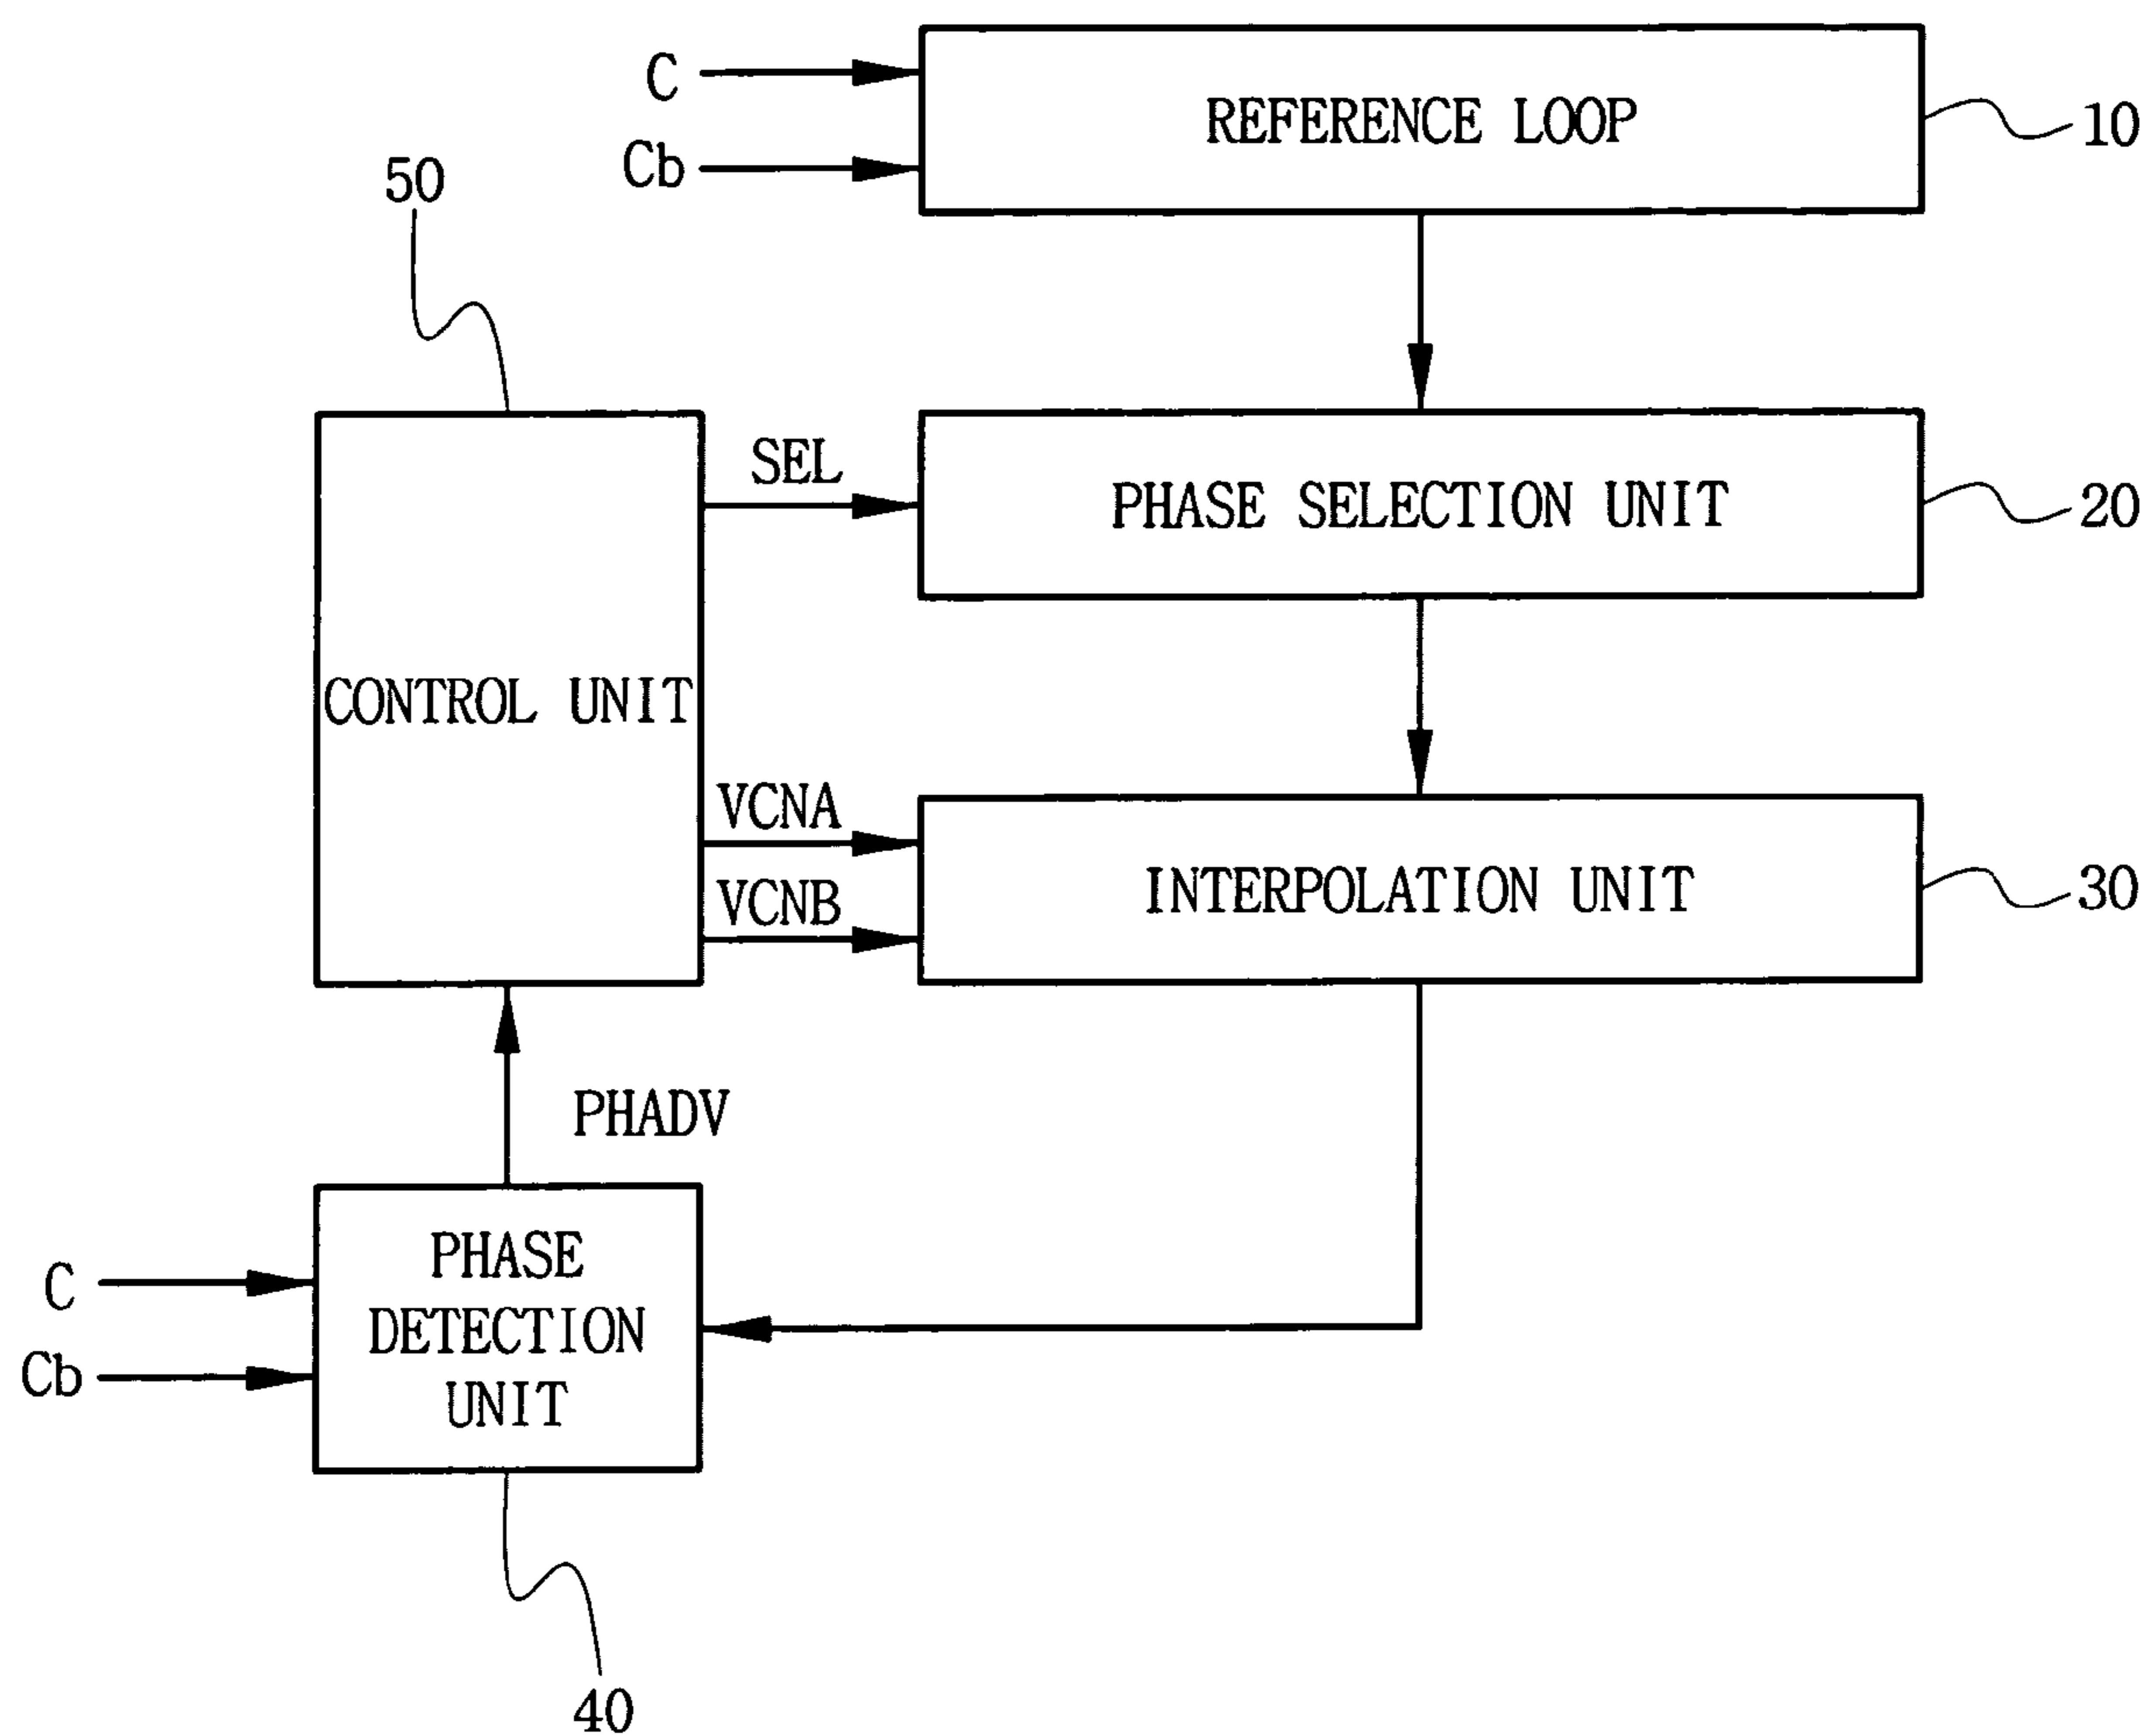 C
REFERENCE LOOP
10
Cb
50
SEL
PHASE SELECTION UNIT
20
CONTROL UNIT
VCNA
VCNB
INTERPOLATION UNIT
30
PHADV
C
Cb
PHASE
DETECTION
UNIT
40